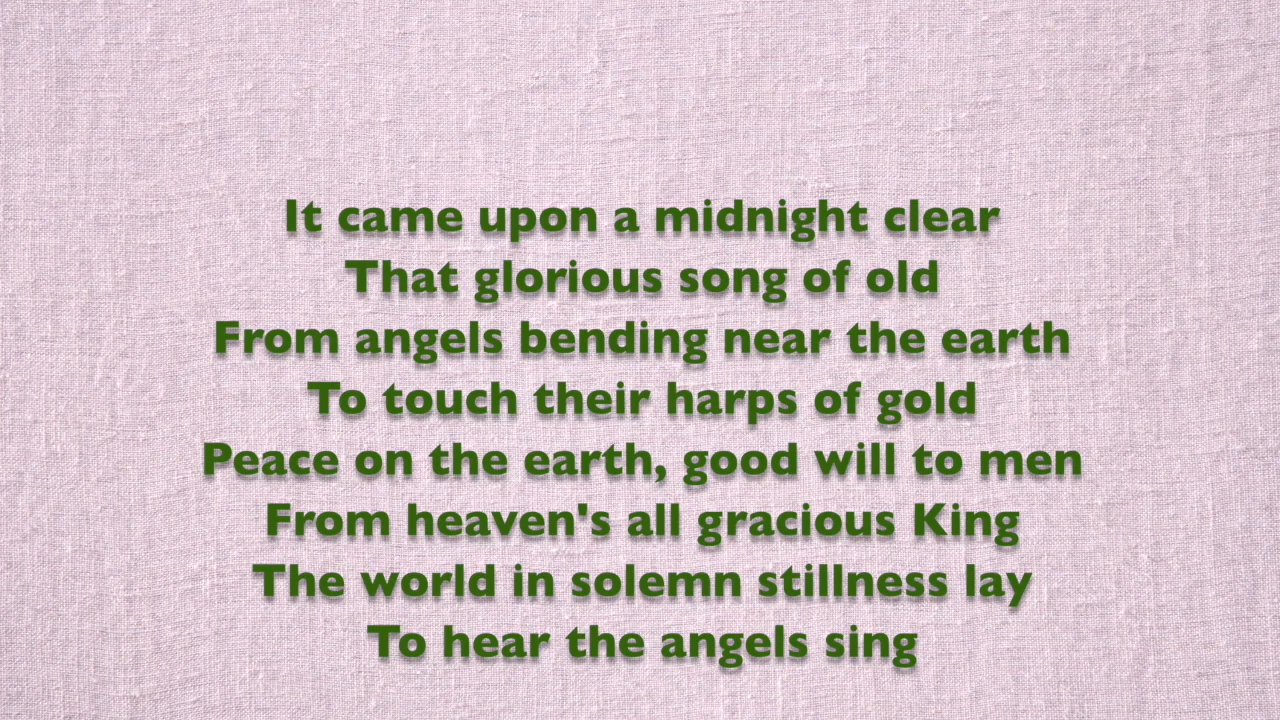 It came upon a midnight clear
That glorious song of old
From angels bending near the earth
To touch their harps of gold
Peace on the earth, good will to men
From heaven's all gracious King
The world in solemn stillness lay
To hear the angels sing